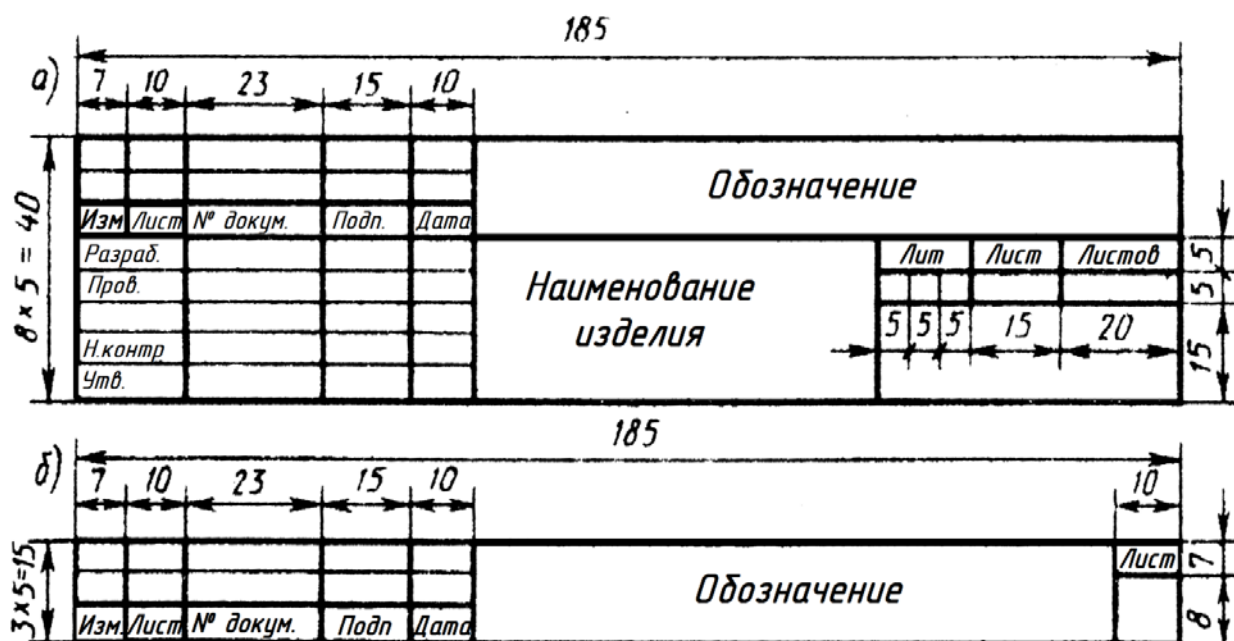 185
а) 7 10 23 15 10
Обозначение
Изм Лист № докум. Подп. Дата
8 × 5 = 40
Разраб.
Пров.
Н.контр
Утв.
Наименование
изделия
Лит Лист Листов
5
5
5 5 5 15 20
15
185
б) 7 10 23 15 10 10
3×5=15
Обозначение
Лист
7
8
Изм. Лист № докум. Подп Дата